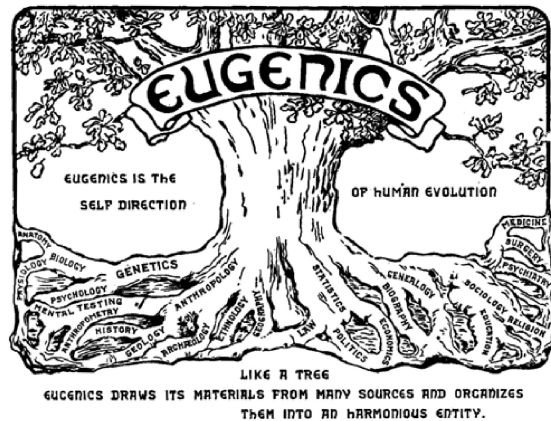 EUGENICS
EUGENICS IS THE
SELF DIRECTION
OF HUMAN EVOLUTION
ANATOMY
PHYSIOLOGY
BIOLOGY
GENETICS
PSYCHOLOGY
MENTAL TESTING
ANTHROPOMETRY
HISTORY
GEOLOGY
ANTHROPOLOGY
ARCHÆOLOGY
ETHNOLOGY
GEOGRAPHY
LAW
STATISTICS
POLITICS
ECONOMICS
BIOGRAPHY
GENEALOGY
EDUCATION
SOCIOLOGY
RELIGION
PSYCHIATRY
SURGERY
MEDICINE
LIKE A TREE
EUGENICS DRAWS ITS MATERIALS FROM MANY SOURCES AND ORGANIZES
THEM INTO AN HARMONIOUS ENTITY.